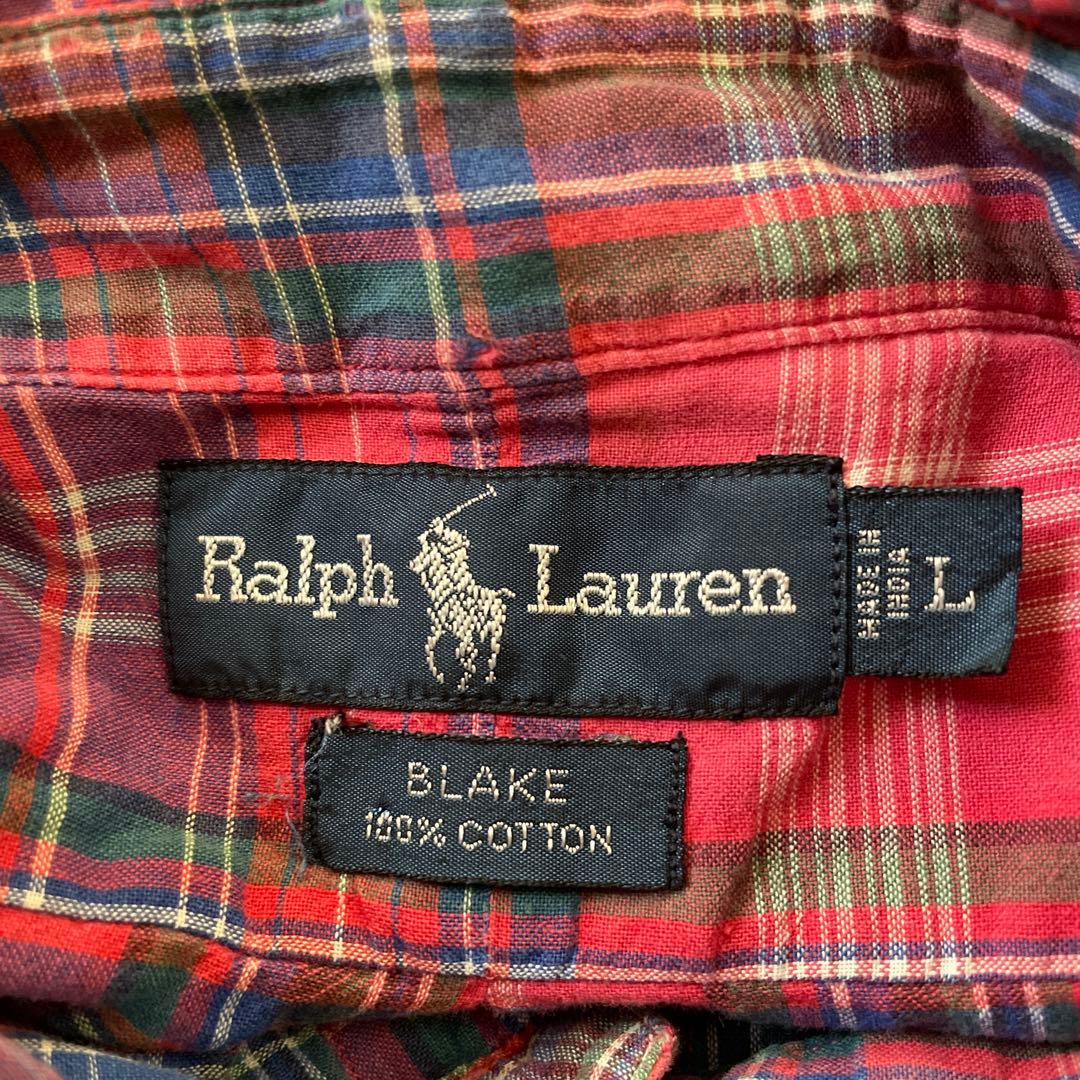 Ralph Lauren
MADE IN
INDIA
L
BLAKE
100% COTTON